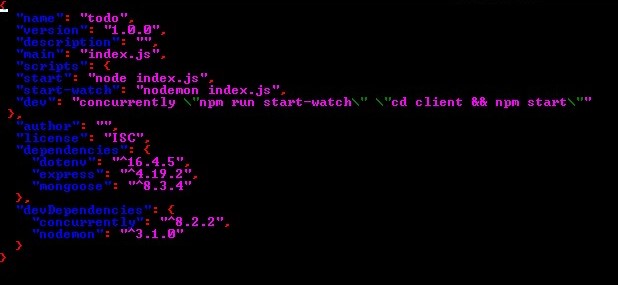 {
  "name": "todo",
  "version": "1.0.0",
  "description": "",
  "main": "index.js",
  "scripts": {
  "start": "node index.js",
  "start-watch": "nodemon index.js",
  "dev": "concurrently \"npm run start-watch\" \"cd client && npm start\""
 },
  "author": "",
  "license": "ISC",
  "dependencies": {
    "dotenv": "^16.4.5",
    "express": "^4.19.2",
    "mongoose": "^8.3.4"
  },
  "devDependencies": {
    "concurrently": "^8.2.2",
    "nodemon": "^3.1.0"
  }
}